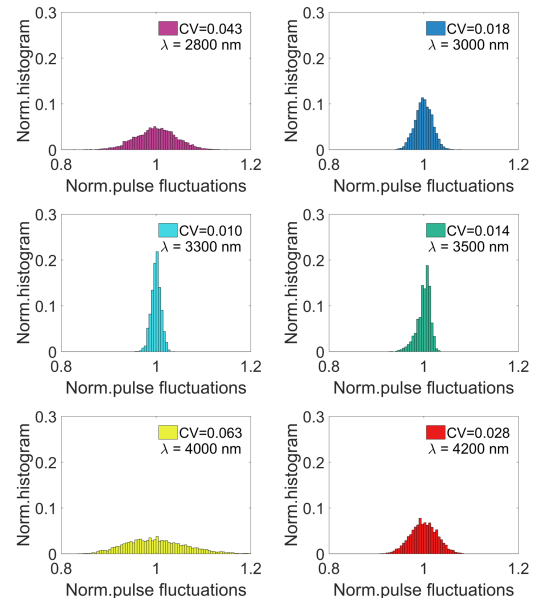 0.3
0.2
0.1
0
Norm.histogram
CV=0.043
λ = 2800 nm
0.8 1 1.2
Norm.pulse fluctuations
0.3
0.2
0.1
0
Norm.histogram
CV=0.018
λ = 3000 nm
0.8 1 1.2
Norm.pulse fluctuations
0.3
0.2
0.1
0
Norm.histogram
CV=0.010
λ = 3300 nm
0.8 1 1.2
Norm.pulse fluctuations
0.3
0.2
0.1
0
Norm.histogram
CV=0.014
λ = 3500 nm
0.8 1 1.2
Norm.pulse fluctuations
0.3
0.2
0.1
0
Norm.histogram
CV=0.063
λ = 4000 nm
0.8 1 1.2
Norm.pulse fluctuations
0.3
0.2
0.1
0
Norm.histogram
CV=0.028
λ = 4200 nm
0.8 1 1.2
Norm.pulse fluctuations